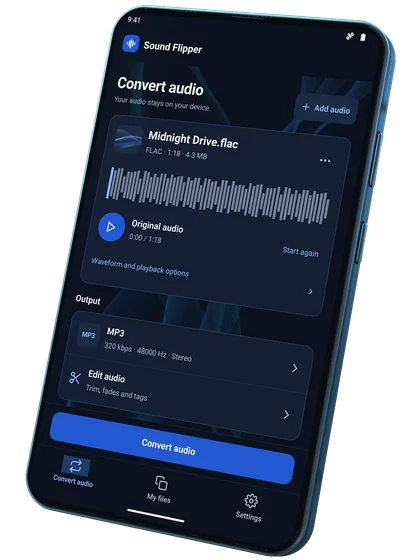 9:41
Sound Flipper
Convert audio
Your audio stays on your device.
+ Add audio
Midnight Drive.flac
FLAC · 1:18 · 4.3 MB
Original audio
0:00 / 1:18
Start again
Waveform and playback options
Output
MP3
MP3
320 kbps · 48000 Hz · Stereo
Edit audio
Trim, fades and tags
Convert audio
Convert audio
My files
Settings